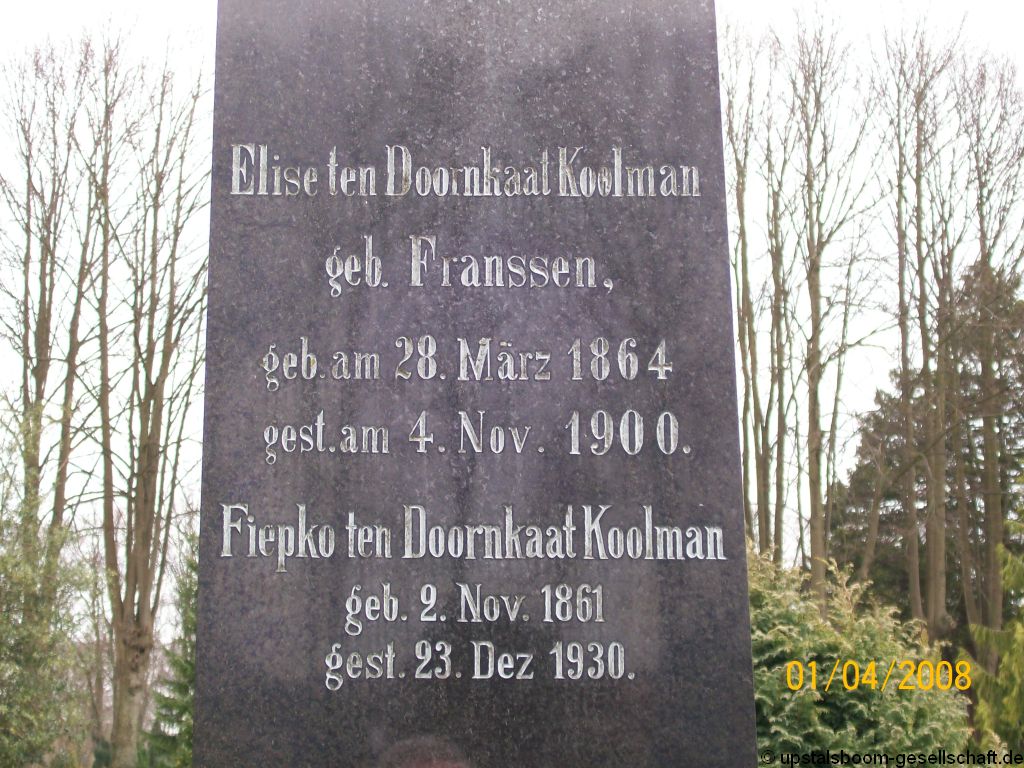 Elise ten Doornkaat Koolman
geb. Franssen,
geb. am 28. März 1864
gest. am 4. Nov. 1900.
Fiepko ten Doornkaat Koolman
geb. 2. Nov. 1861
gest. 23. Dez 1930.
01/04/2008
© upstalsboom-gesellschaft.de